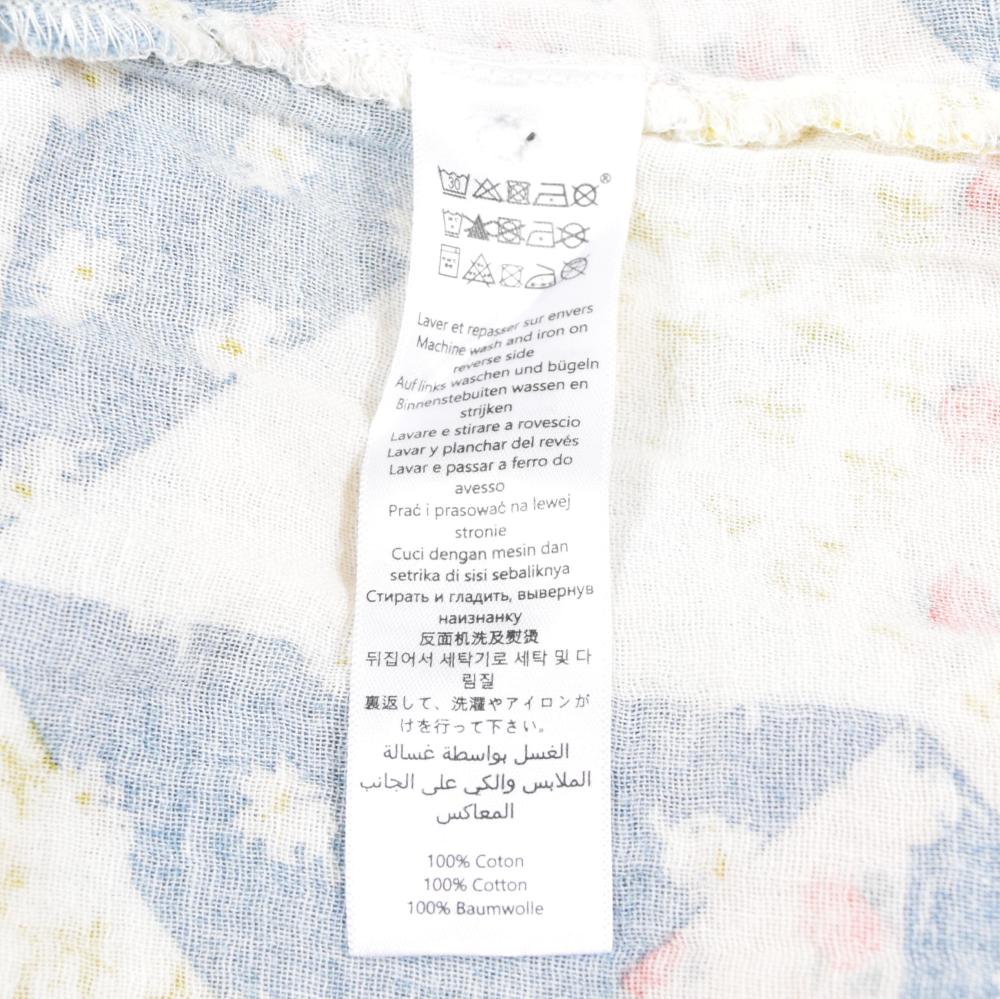 30
®
Laver et repasser sur envers
Machine wash and iron on
reverse side
Auf links waschen und bügeln
Binnenstebuiten wassen en
strijken
Lavare e stirare a rovescio
Lavar y planchar del revés
Lavar e passar a ferro do
avesso
Prać i prasować na lewej
stronie
Cuci dengan mesin dan
setrika di sisi sebaliknya
Стирать и гладить, вывернув
наизнанку
反面机洗及熨烫
뒤집어서 세탁기로 세탁 및 다
림질
裏返して、洗濯やアイロンが
けを行って下さい。
الغسل بواسطة غسالة
الملابس والكي على الجانب
المعاكس
100% Coton
100% Cotton
100% Baumwolle